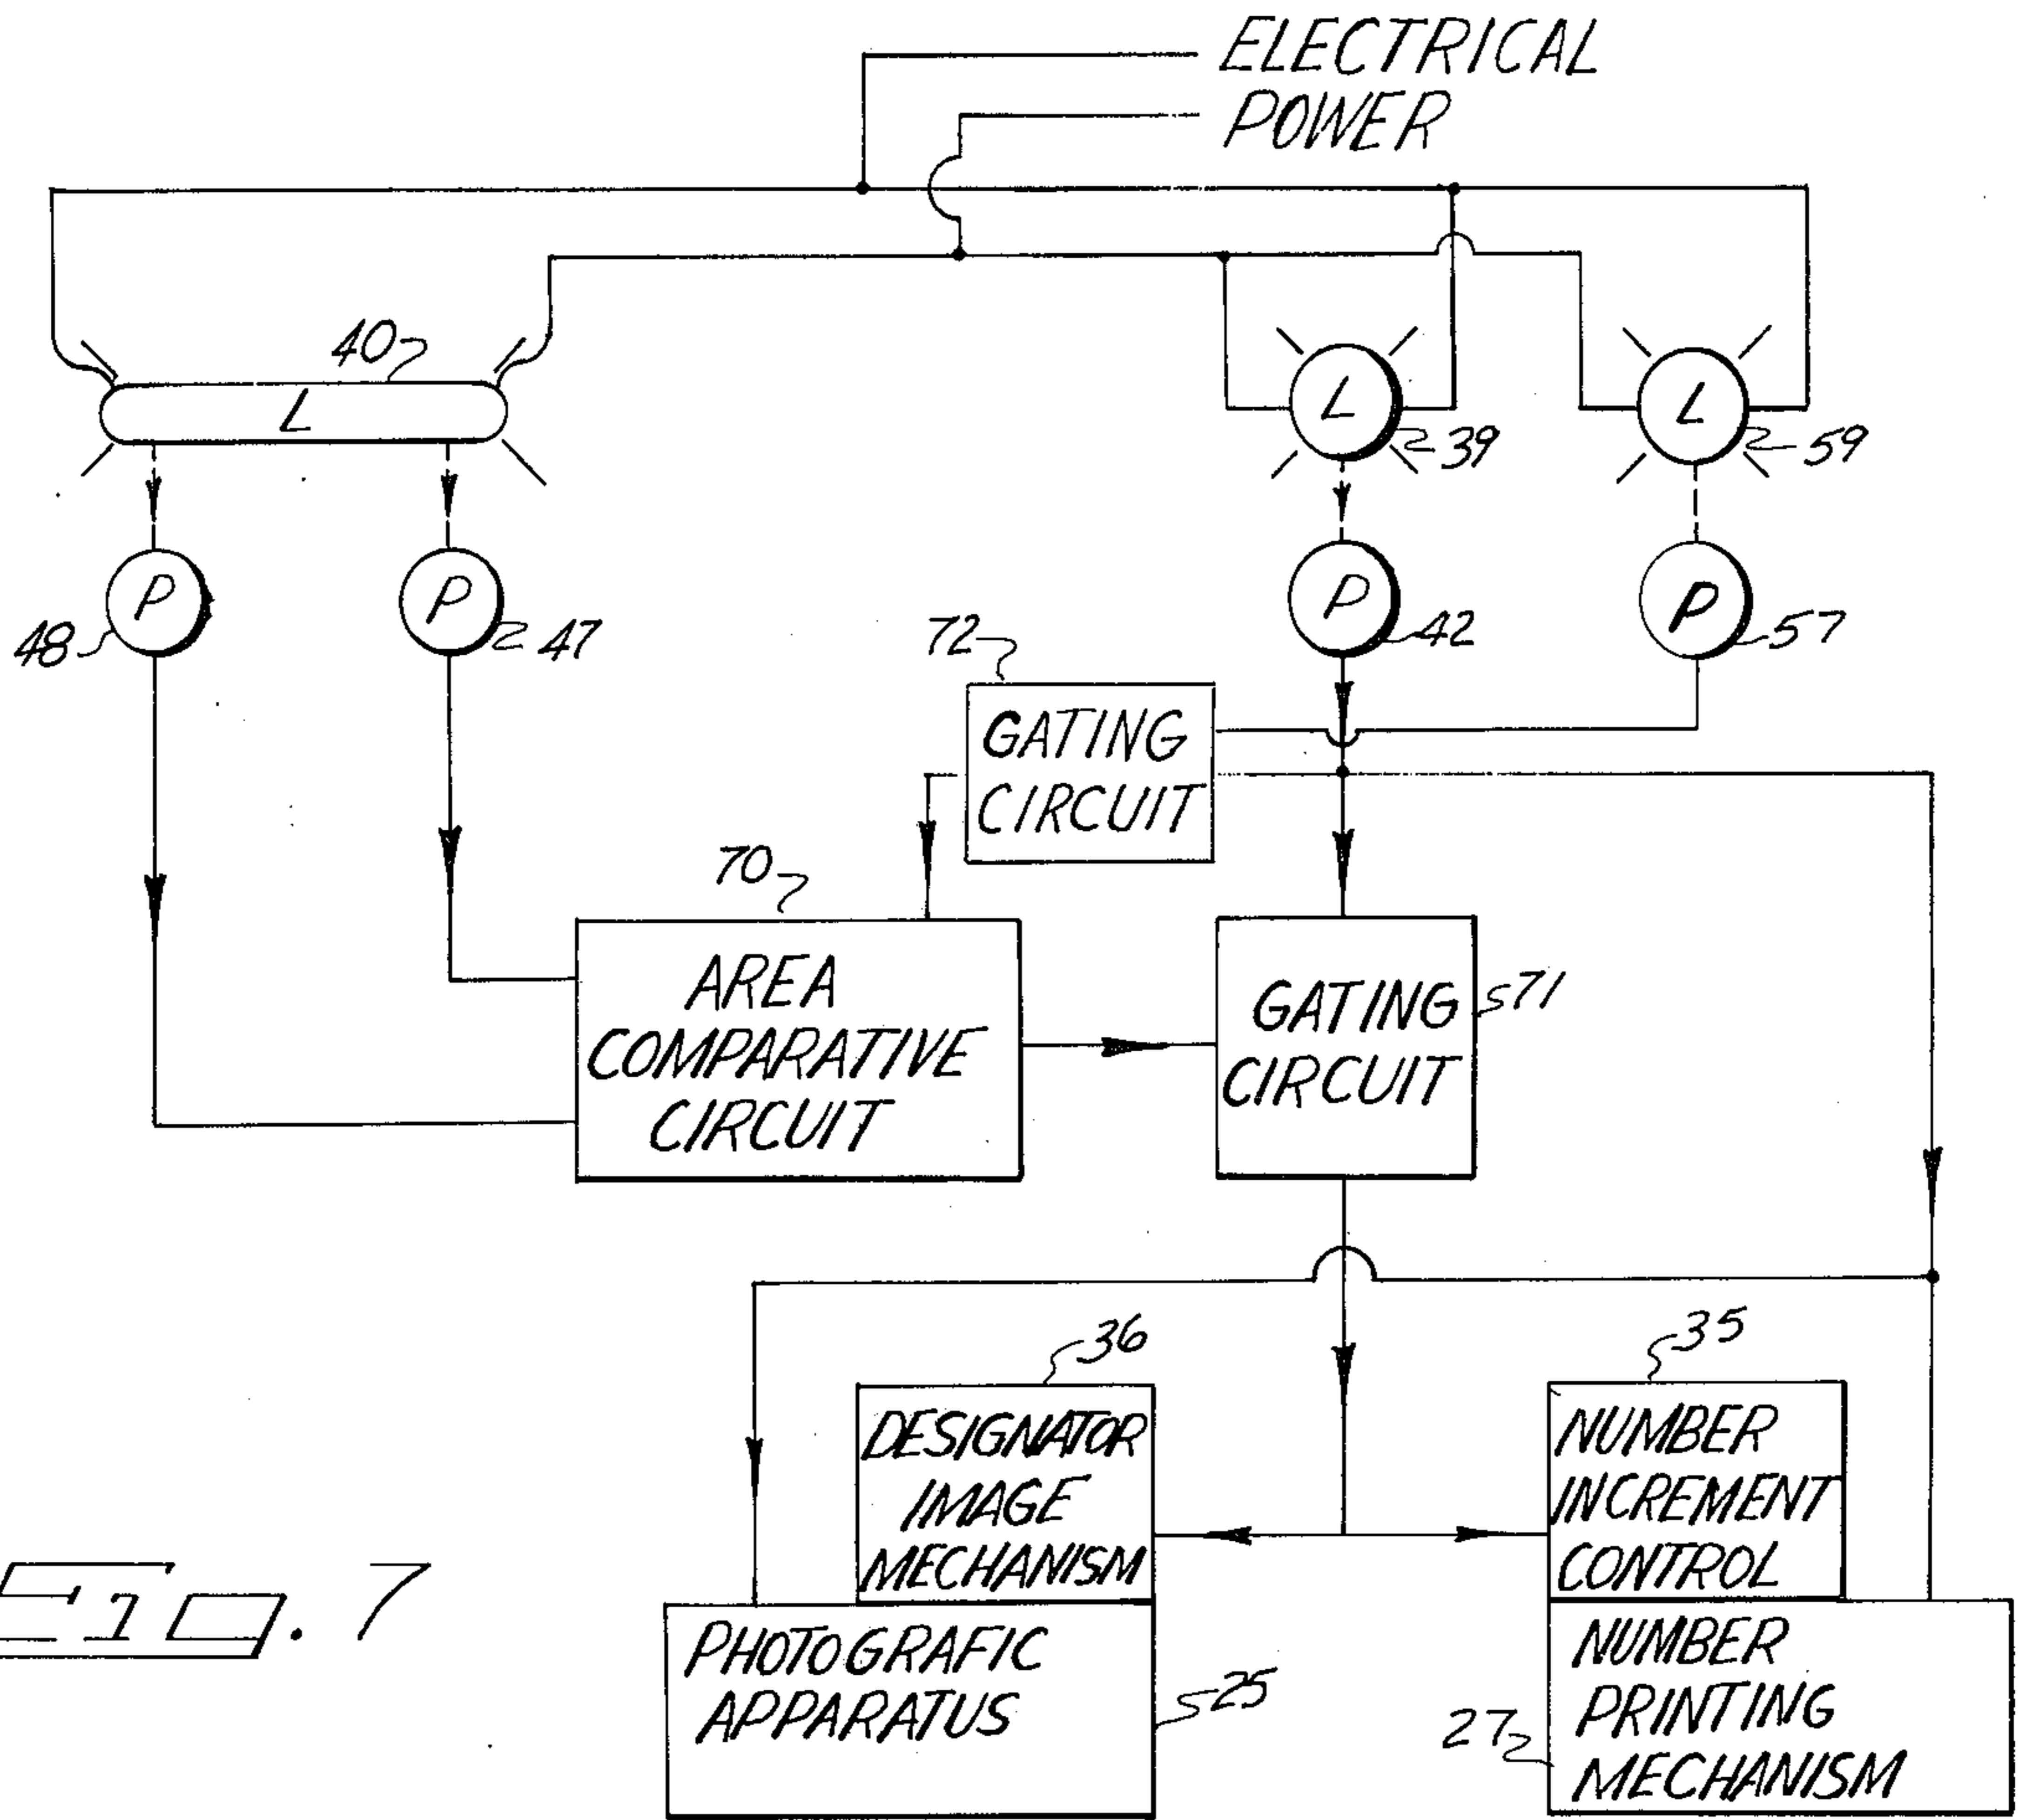 ELECTRICAL
POWER
40
L
L
39
L
59
P
48
P
47
P
42
P
57
72
GATING
CIRCUIT
70
AREA
COMPARATIVE
CIRCUIT
GATING
CIRCUIT
71
36
DESIGNATOR
IMAGE
MECHANISM
35
NUMBER
INCREMENT
CONTROL
PHOTOGRAFIC
APPARATUS
25
NUMBER
PRINTING
MECHANISM
27
Fig. 7